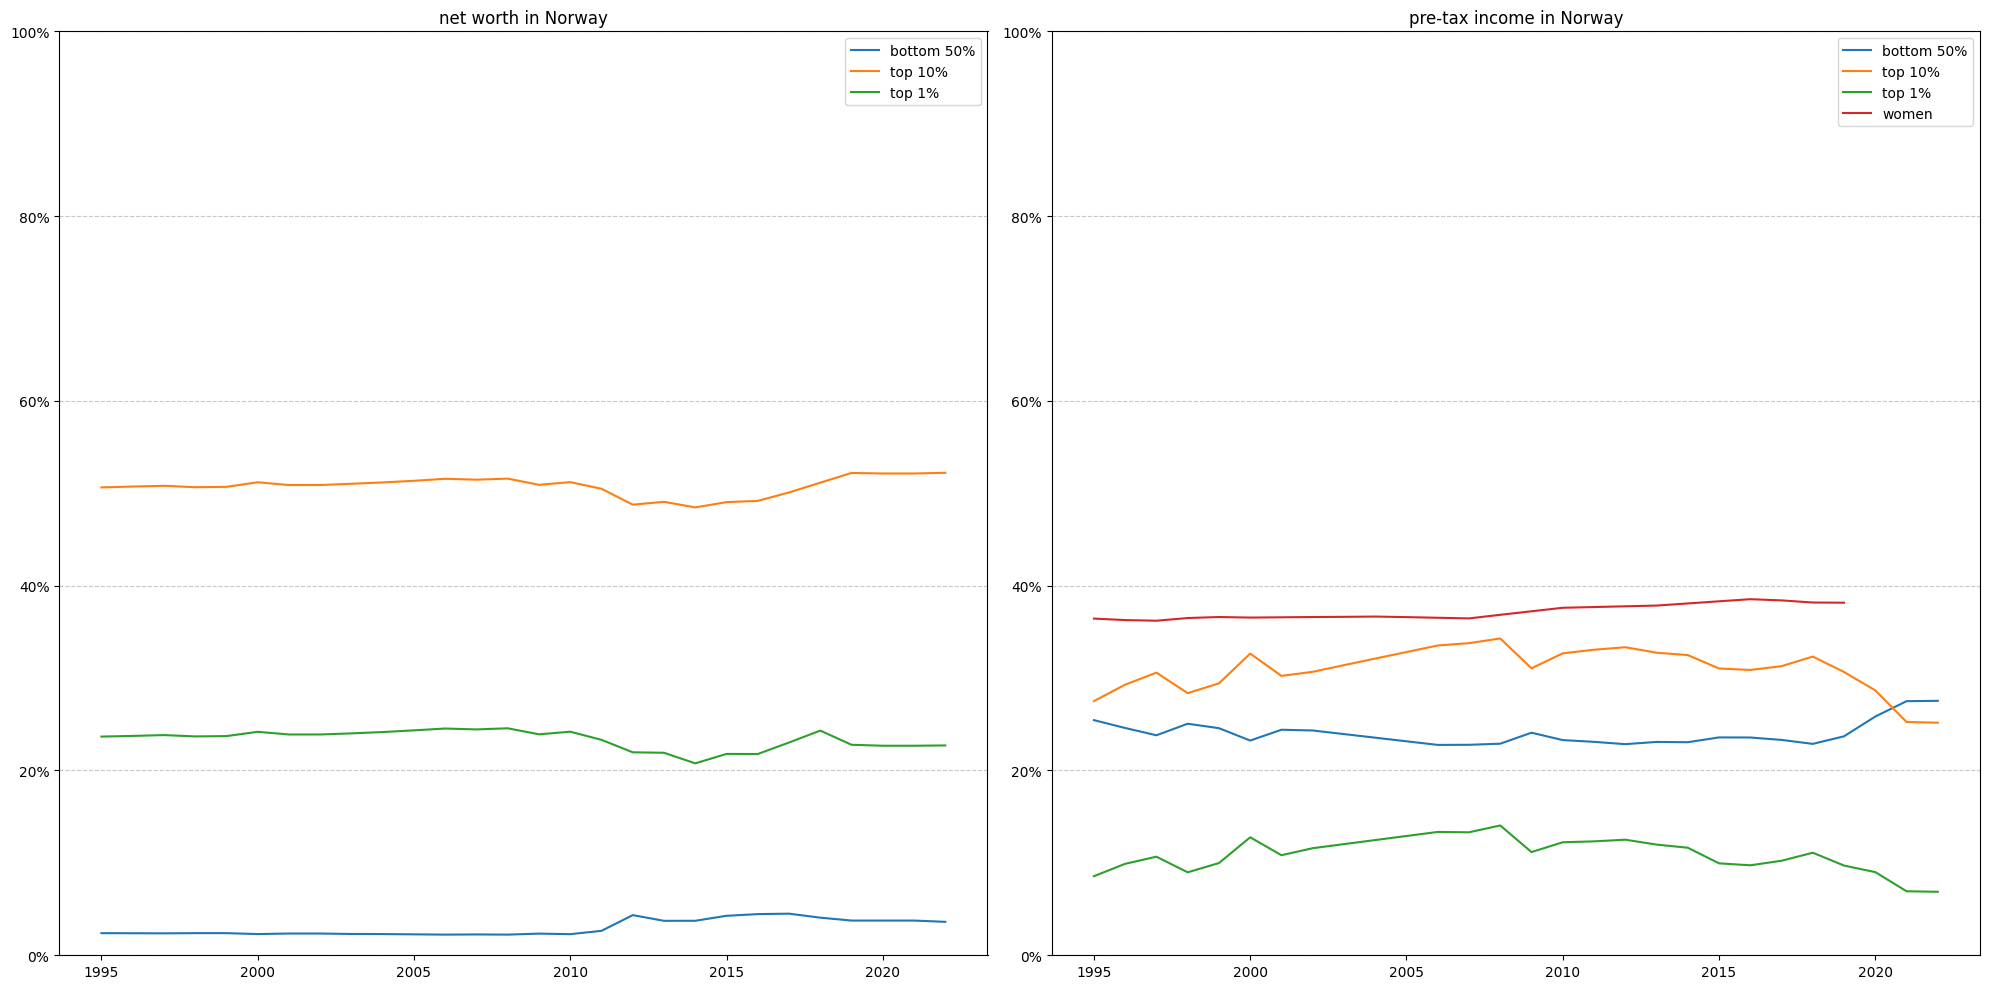 net worth in Norway
100%
80%
60%
40%
20%
0%
1995 2000 2005 2010 2015 2020
bottom 50%
top 10%
top 1%
pre-tax income in Norway
100%
80%
60%
40%
20%
0%
1995 2000 2005 2010 2015 2020
bottom 50%
top 10%
top 1%
women